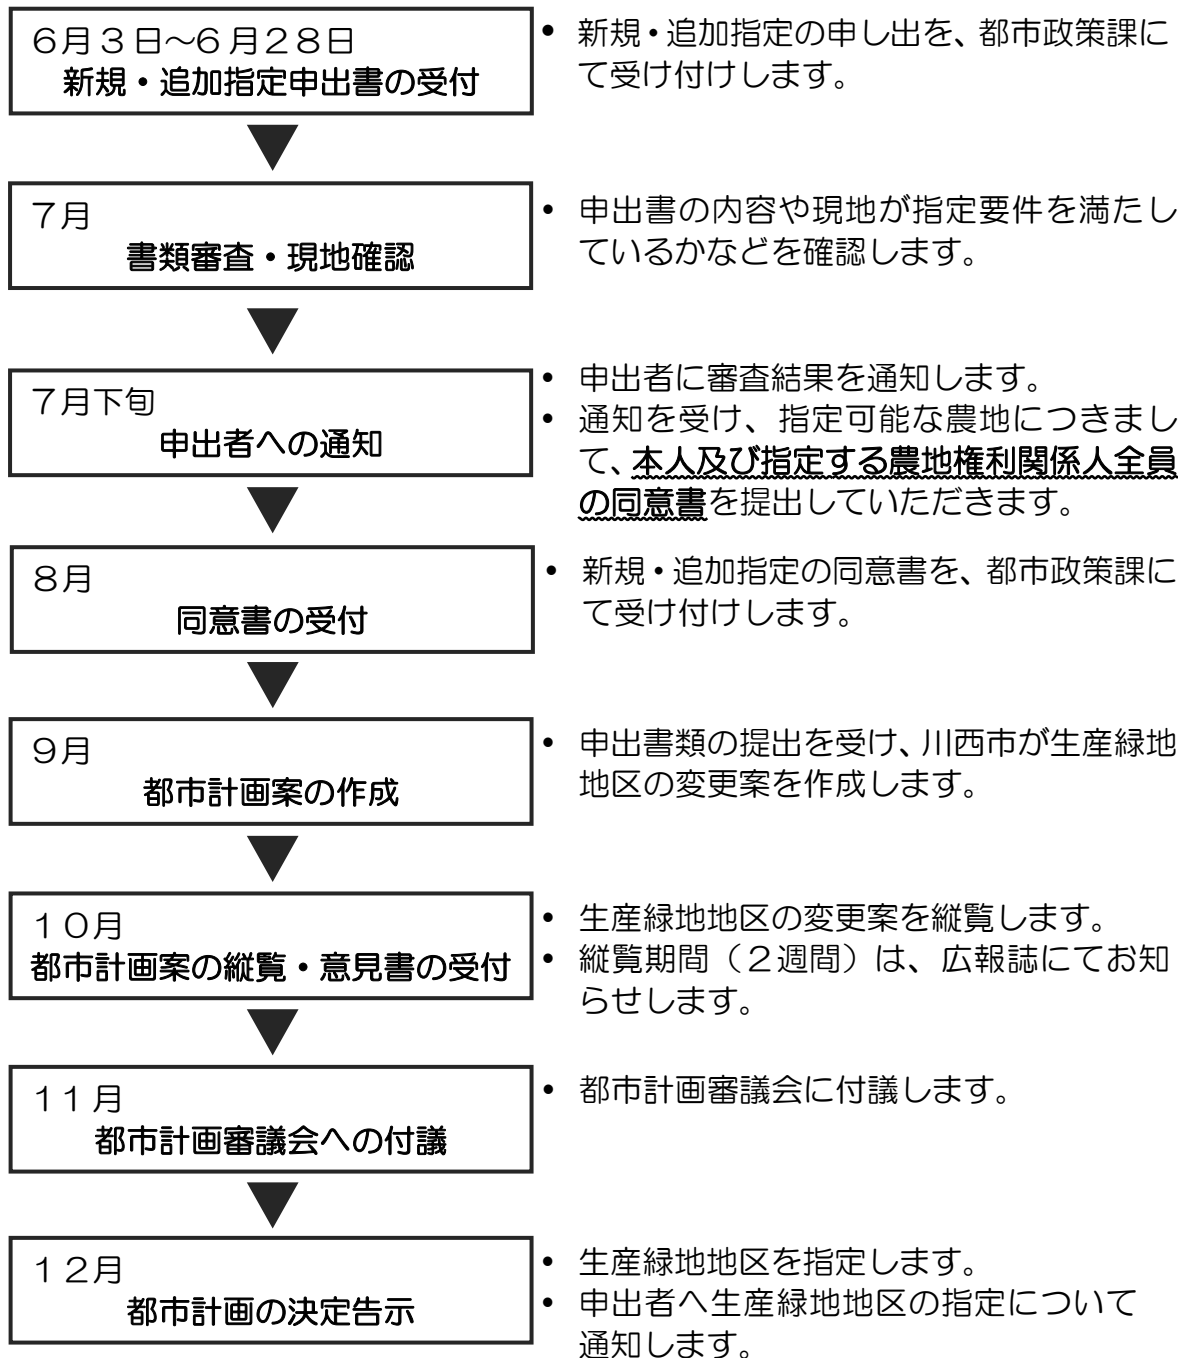 ６月３日～６月２８日
新規・追加指定申出書の受付
• 新規・追加指定の申し出を、都市政策課に
て受け付けします。
７月
書類審査・現地確認
• 申出書の内容や現地が指定要件を満たし
ているかなどを確認します。
７月下旬
申出者への通知
• 申出者に審査結果を通知します。
• 通知を受け、指定可能な農地につきまし
て、本人及び指定する農地権利関係人全員
の同意書を提出していただきます。
８月
同意書の受付
• 新規・追加指定の同意書を、都市政策課に
て受け付けします。
９月
都市計画案の作成
• 申出書類の提出を受け、川西市が生産緑地
地区の変更案を作成します。
１０月
都市計画案の縦覧・意見書の受付
• 生産緑地地区の変更案を縦覧します。
• 縦覧期間（２週間）は、広報誌にてお知
らせします。
１１月
都市計画審議会への付議
• 都市計画審議会に付議します。
１２月
都市計画の決定告示
• 生産緑地地区を指定します。
• 申出者へ生産緑地地区の指定について
通知します。